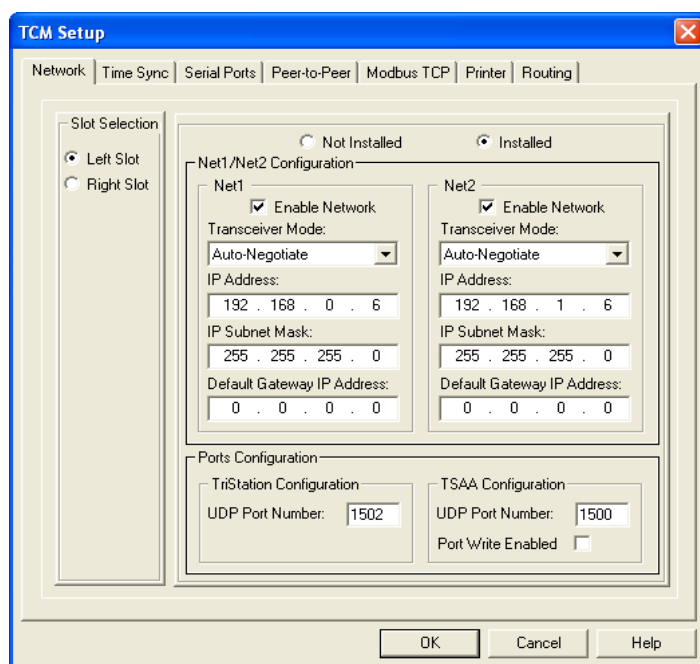 TCM Setup
Network Time Sync Serial Ports Peer-to-Peer Modbus TCP Printer Routing
Slot Selection
Left Slot
Right Slot
Not Installed Installed
Net1/Net2 Configuration
Net1
Enable Network
Transceiver Mode:
Auto-Negotiate
IP Address:
192 . 168 . 0 . 6
IP Subnet Mask:
255 . 255 . 255 . 0
Default Gateway IP Address:
0 . 0 . 0 . 0
Net2
Enable Network
Transceiver Mode:
Auto-Negotiate
IP Address:
192 . 168 . 1 . 6
IP Subnet Mask:
255 . 255 . 255 . 0
Default Gateway IP Address:
0 . 0 . 0 . 0
Ports Configuration
TriStation Configuration
UDP Port Number: 1502
TSAA Configuration
UDP Port Number: 1500
Port Write Enabled
OK Cancel Help